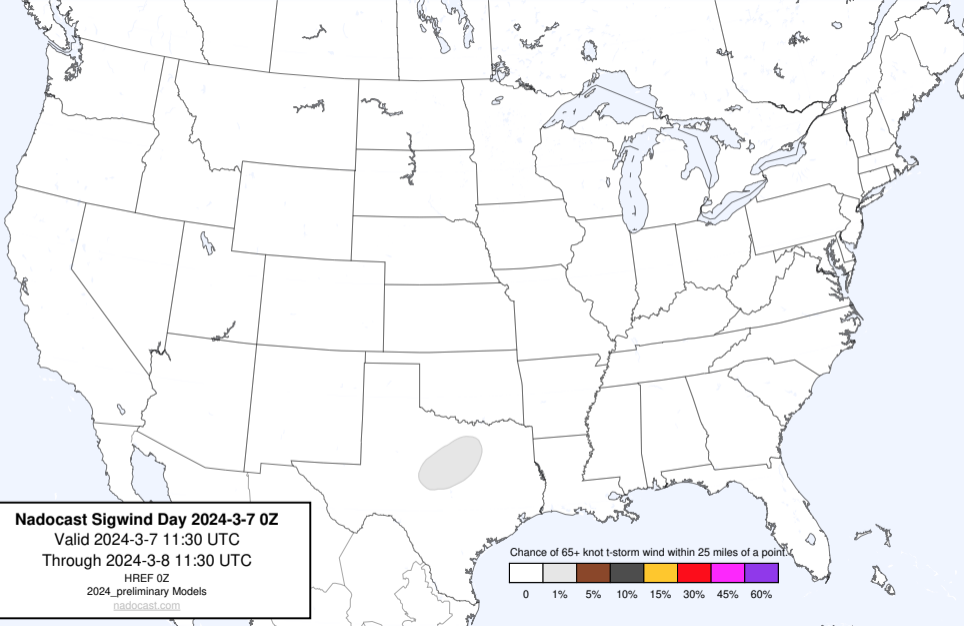 Nadocast Sigwind Day 2024-3-7 0Z
Valid 2024-3-7 11:30 UTC
Through 2024-3-8 11:30 UTC
HREF 0Z
2024_preliminary Models
nadocast.com
Chance of 65+ knot t-storm wind within 25 miles of a point.
0 1% 5% 10% 15% 30% 45% 60%